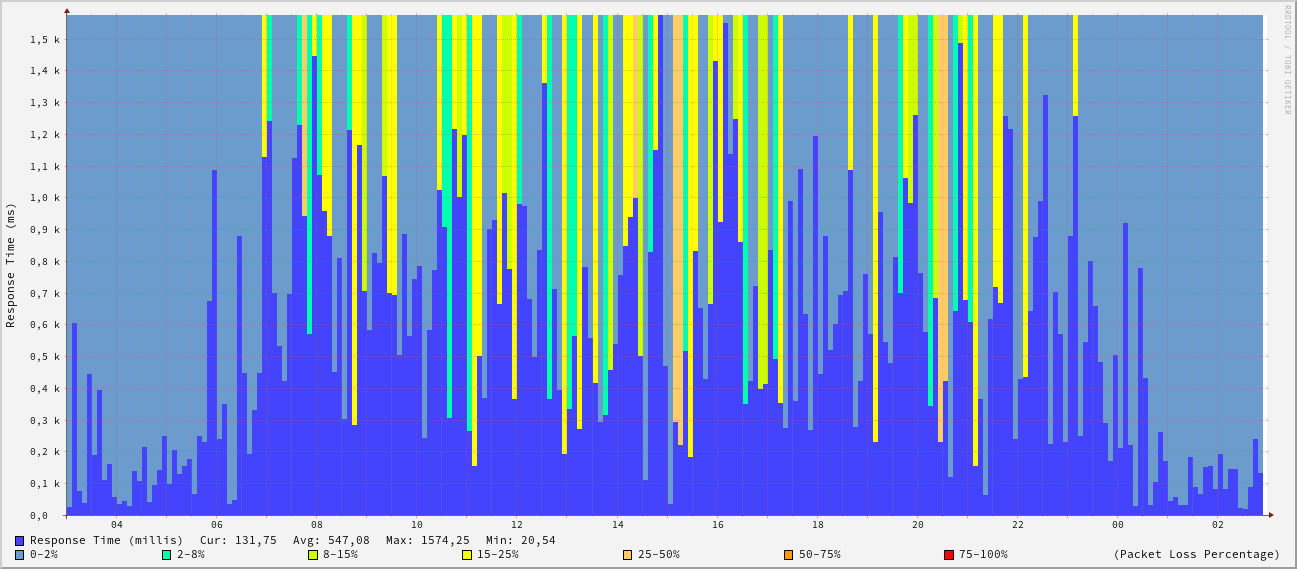 RRDTOOL / TOBI OETIKER
Response Time (ms)
1,5 k
1,4 k
1,3 k
1,2 k
1,1 k
1,0 k
0,9 k
0,8 k
0,7 k
0,6 k
0,5 k
0,4 k
0,3 k
0,2 k
0,1 k
0,0
04 06 08 10 12 14 16 18 20 22 00 02
Response Time (millis) Cur: 131,75 Avg: 547,08 Max: 1574,25 Min: 20,54
0-2% 2-8% 8-15% 15-25% 25-50% 50-75% 75-100% (Packet Loss Percentage)